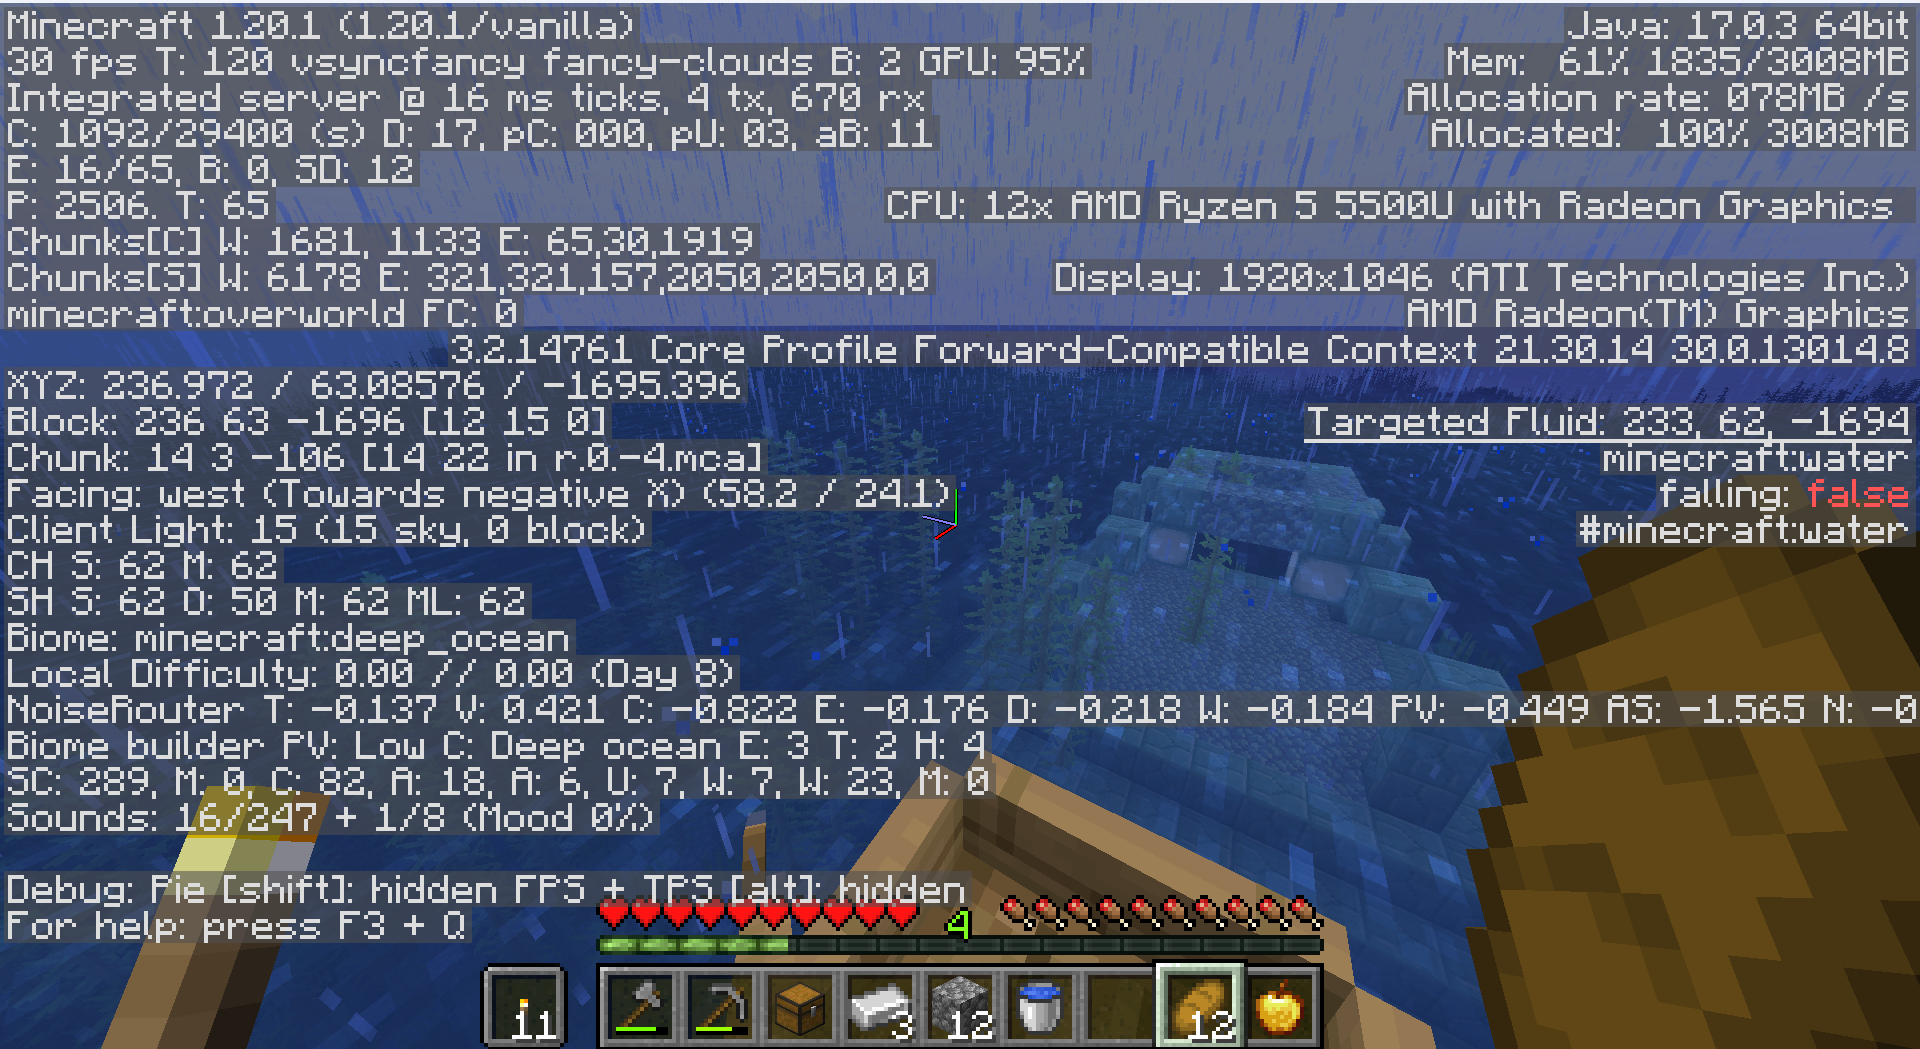 Minecraft 1.20.1 (1.20.1/vanilla)
30 fps T: 120 vsyncfancy fancy-clouds B: 2 GPU: 95%
Integrated server @ 16 ms ticks, 4 tx, 670 rx
C: 1092/29400 (s) D: 17, pC: 000, pU: 03, aB: 11
E: 16/65, B: 0, SD: 12
P: 2506. T: 65
Chunks[C] W: 1681, 1133 E: 65,30,1919
Chunks[S] W: 6178 E: 321,321,157,2050,2050,0,0
minecraft:overworld FC: 0
XYZ: 236.972 / 63.08576 / -1695.396
Block: 236 63 -1696 [12 15 0]
Chunk: 14 3 -106 [14 22 in r.0.-4.mca]
Facing: west (Towards negative X) (58.2 / 24.1)
Client Light: 15 (15 sky, 0 block)
CH S: 62 M: 62
SH S: 62 O: 50 M: 62 ML: 62
Biome: minecraft:deep_ocean
Local Difficulty: 0.00 // 0.00 (Day 8)
NoiseRouter T: -0.137 V: 0.421 C: -0.822 E: -0.176 D: -0.218 W: -0.184 PV: -0.449 AS: -1.565 N: -0
Biome builder PV: Low C: Deep ocean E: 3 T: 2 H: 4
SC: 289, M: 0, C: 82, A: 18, A: 6, U: 7, W: 7, W: 23, M: 0
Sounds: 16/247 + 1/8 (Mood 0%)
Debug: Pie [shift]: hidden FPS + TPS [alt]: hidden
For help: press F3 + Q
Java: 17.0.3 64bit
Mem: 61% 1835/3008MB
Allocation rate: 078MB /s
Allocated: 100% 3008MB
CPU: 12x AMD Ryzen 5 5500U with Radeon Graphics
Display: 1920x1046 (ATI Technologies Inc.)
AMD Radeon(TM) Graphics
3.2.14761 Core Profile Forward-Compatible Context 21.30.14 30.0.13014.8
Targeted Fluid: 233, 62, -1694
minecraft:water
falling: false
#minecraft:water
4
11
3
12
12